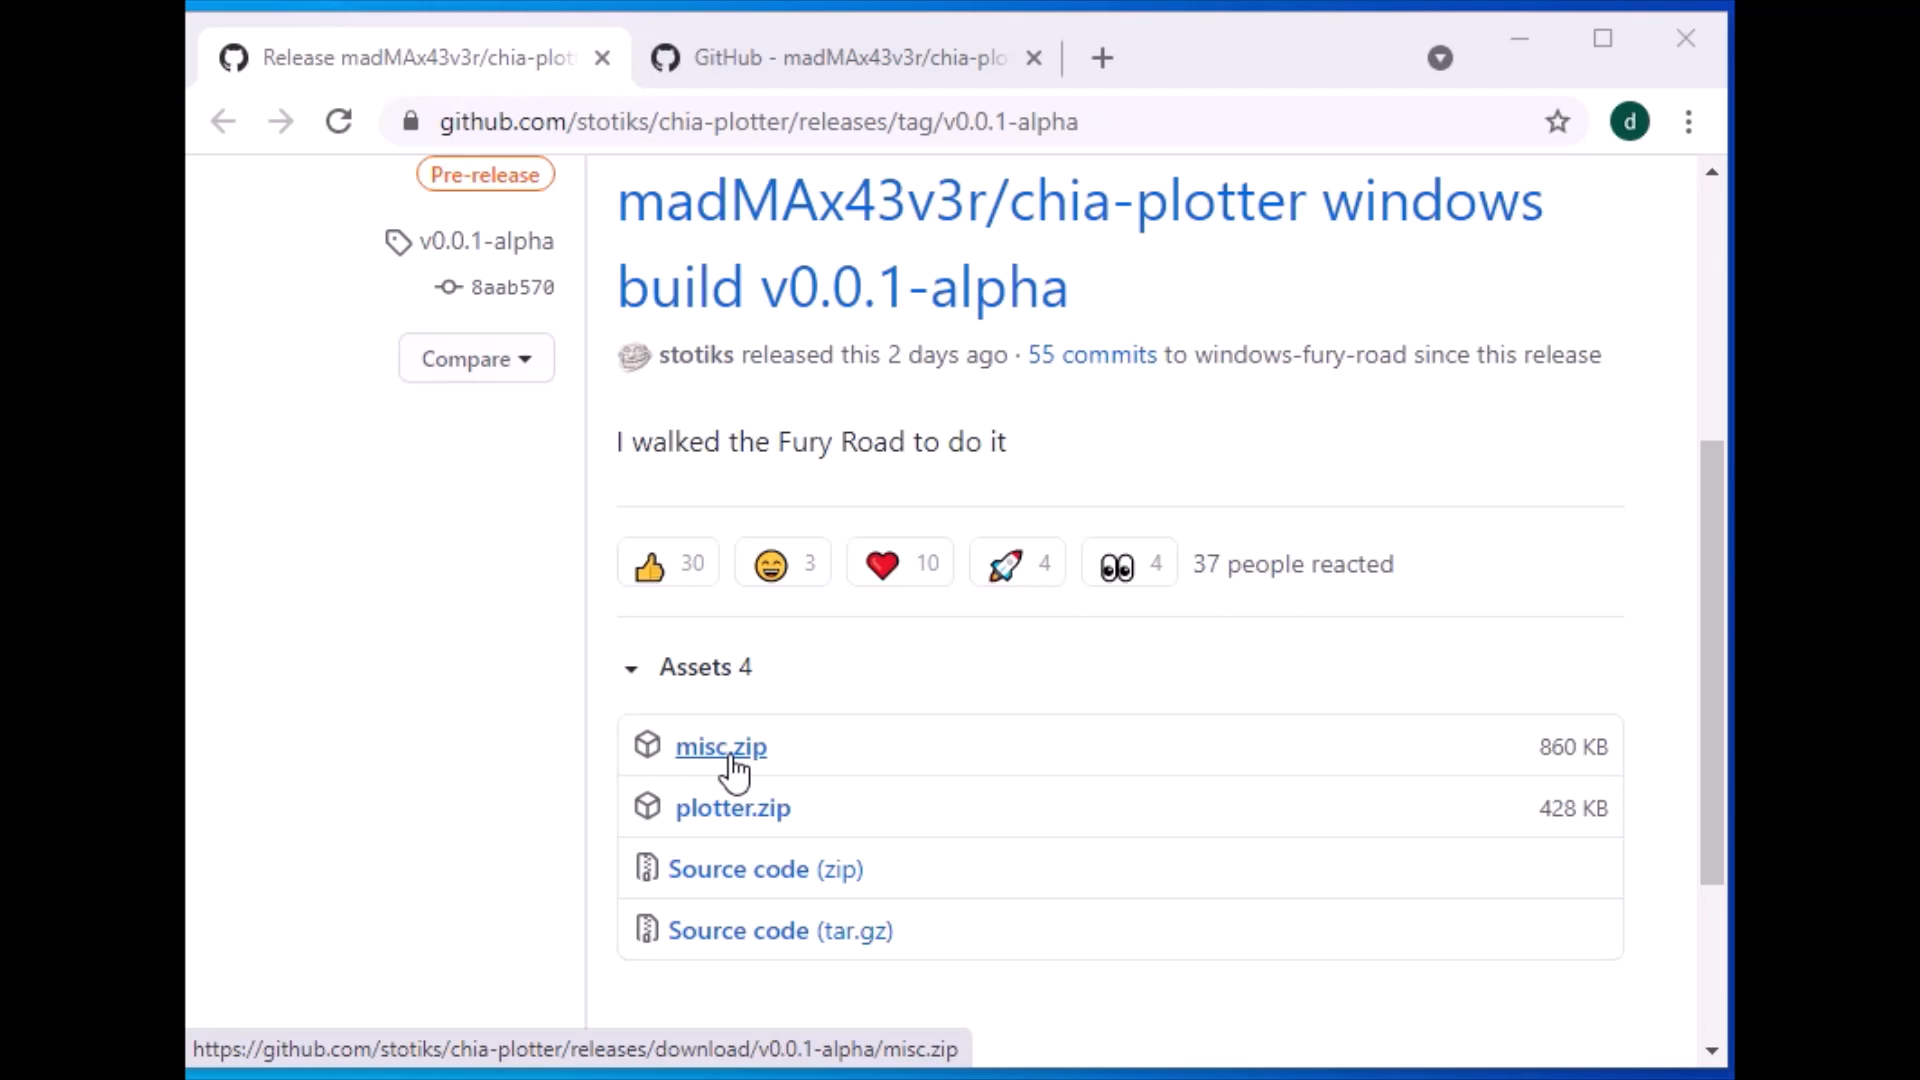 Release madMAx43v3r/chia-plot
GitHub - madMAx43v3r/chia-plo
github.com/stotiks/chia-plotter/releases/tag/v0.0.1-alpha
d
Pre-release
v0.0.1-alpha
8aab570
Compare
madMAx43v3r/chia-plotter windows
build v0.0.1-alpha
stotiks released this 2 days ago · 55 commits to windows-fury-road since this release
I walked the Fury Road to do it
30 3 10 4 4 37 people reacted
Assets 4
misc.zip 860 KB
plotter.zip 428 KB
Source code (zip)
Source code (tar.gz)
https://github.com/stotiks/chia-plotter/releases/download/v0.0.1-alpha/misc.zip